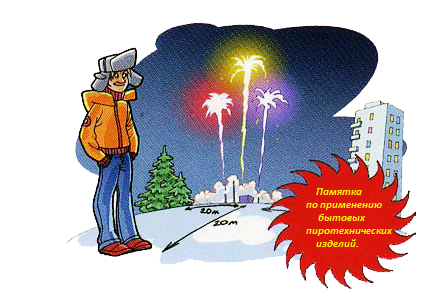 20м
20м
Памятка
по применению
бытовых
пиротехнических
изделий.